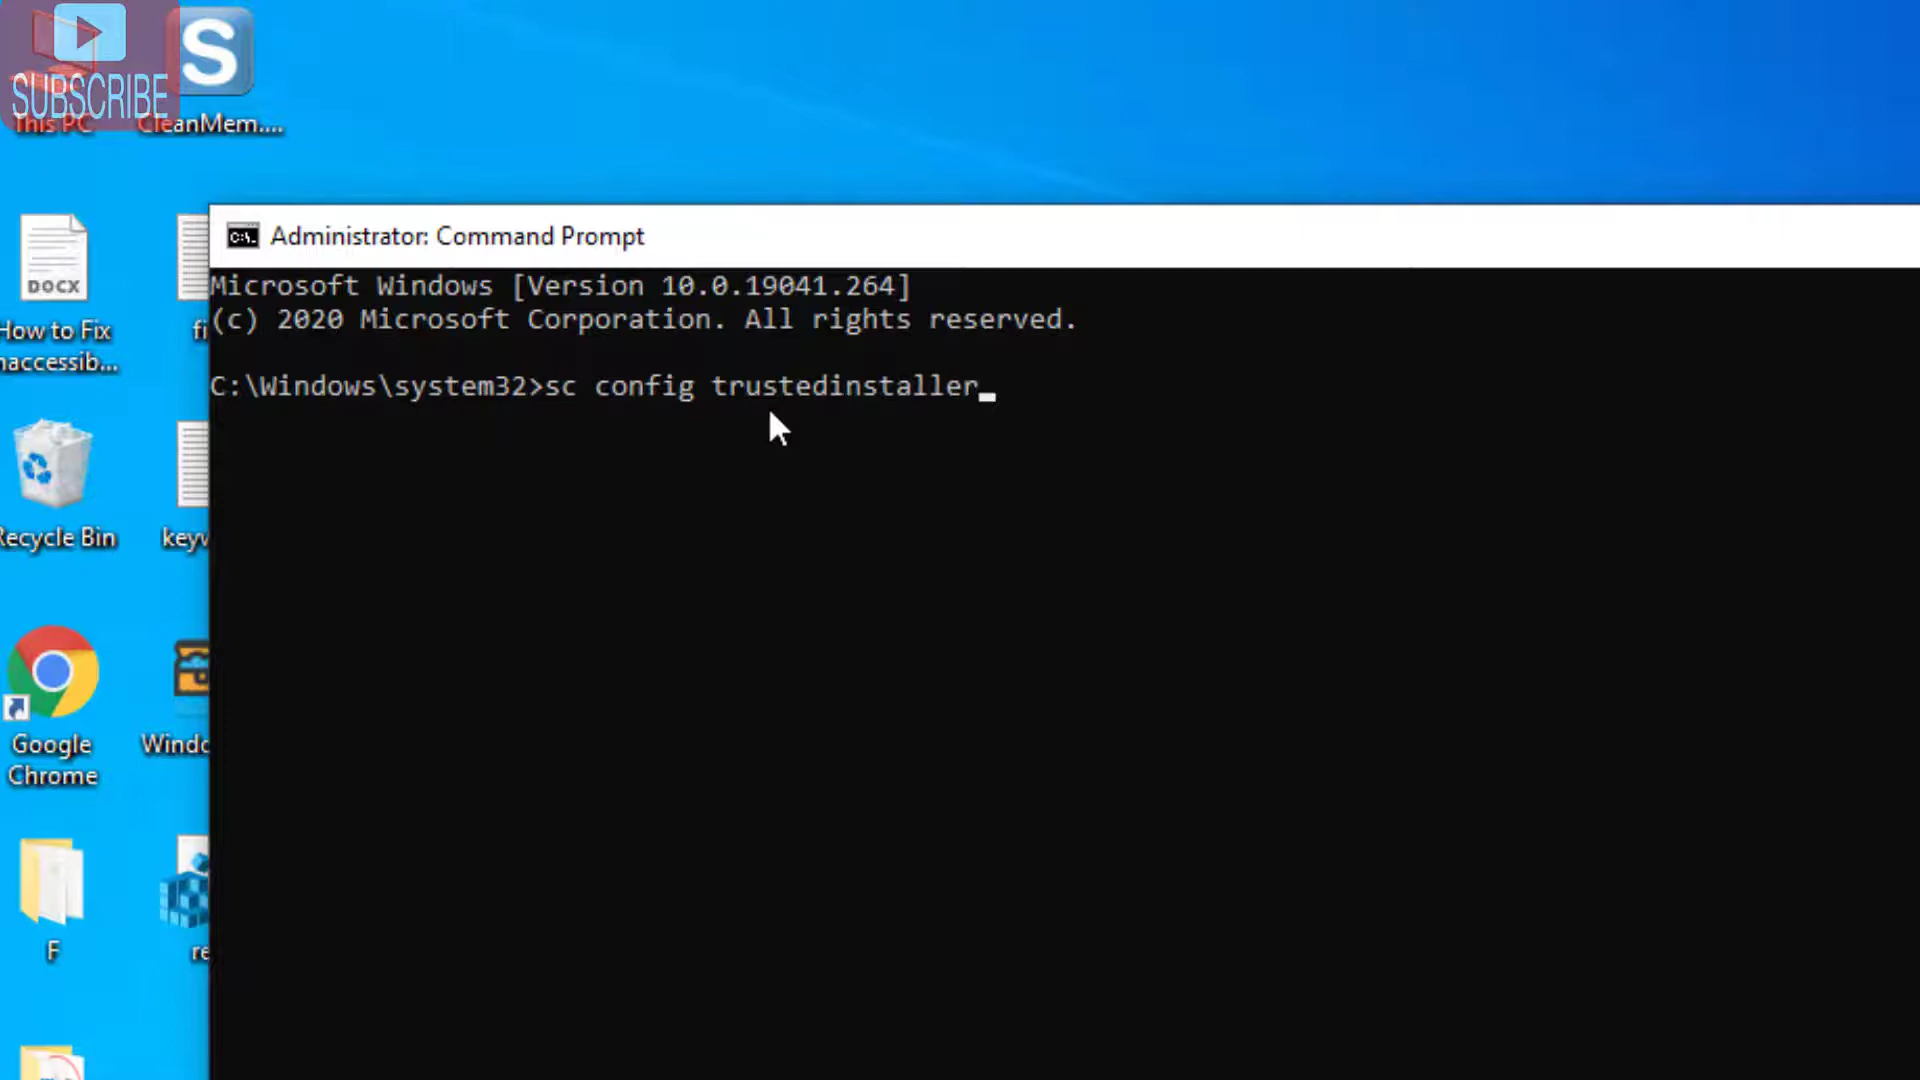 SUBSCRIBE
This PC
CleanMem....
Administrator: Command Prompt
Microsoft Windows [Version 10.0.19041.264]
(c) 2020 Microsoft Corporation. All rights reserved.
C:\Windows\system32>sc config trustedinstaller
DOCX
How to Fix
naccessib...
fi
Recycle Bin
keyw
Google
Chrome
Windo
F
re